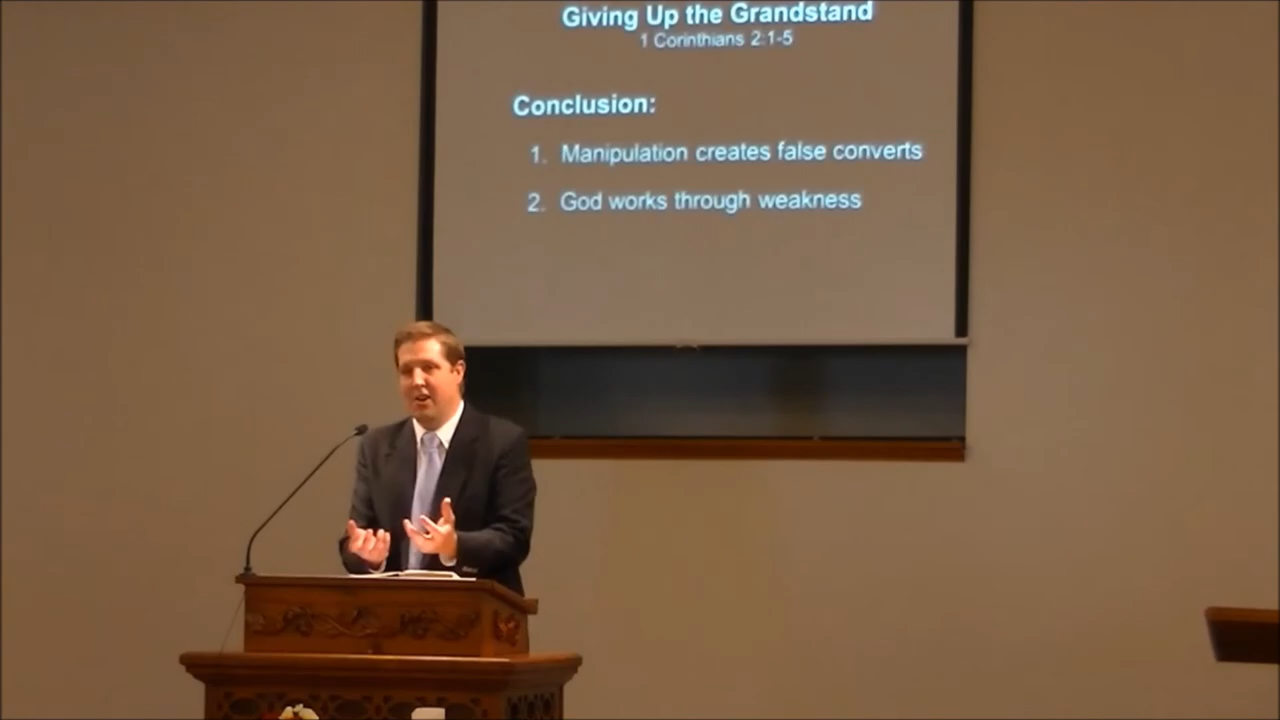 Giving Up the Grandstand
1 Corinthians 2:1-5
Conclusion:
1. Manipulation creates false converts
2. God works through weakness